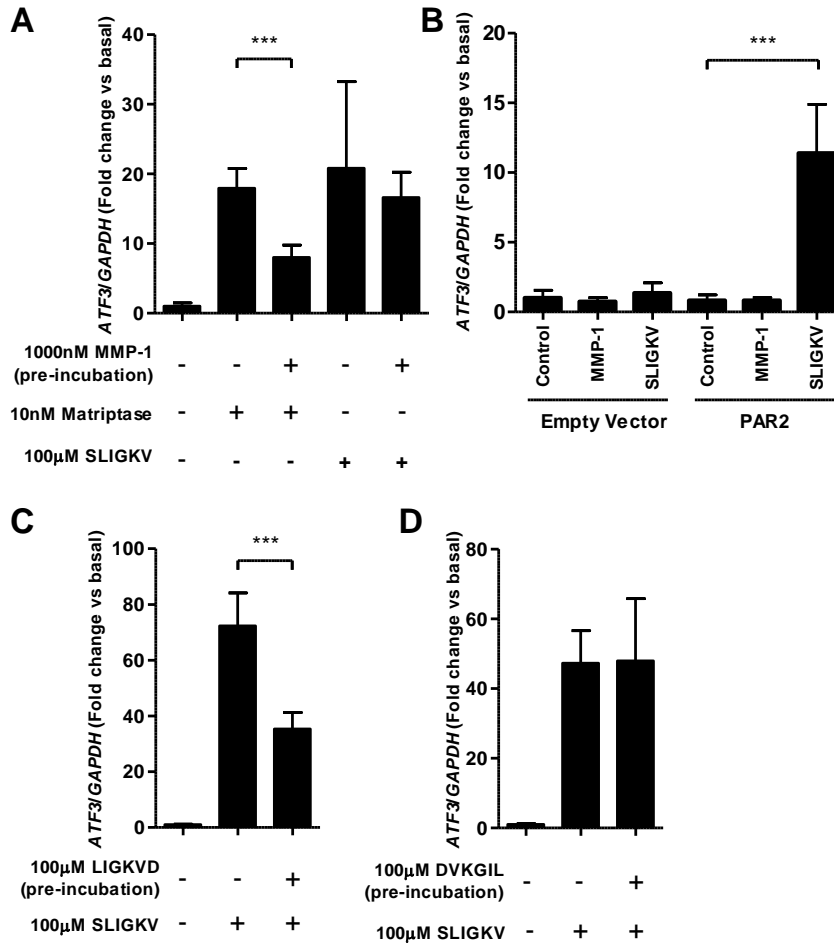 A
ATF3/GAPDH (Fold change vs basal)
40
30
20
10
0
***
1000nM MMP-1 - - + - +
(pre-incubation)
10nM Matriptase - + + - -
100μM SLIGKV - - - + +
B
ATF3/GAPDH (Fold change vs basal)
20
15
10
5
0
***
Control MMP-1 SLIGKV Control MMP-1 SLIGKV
Empty Vector PAR2
C
ATF3/GAPDH (Fold change vs basal)
100
80
60
40
20
0
***
100μM LIGKVD - - +
(pre-incubation)
100μM SLIGKV - + +
D
ATF3/GAPDH (Fold change vs basal)
80
60
40
20
0
100μM DVKGIL - - +
(pre-incubation)
100μM SLIGKV - + +